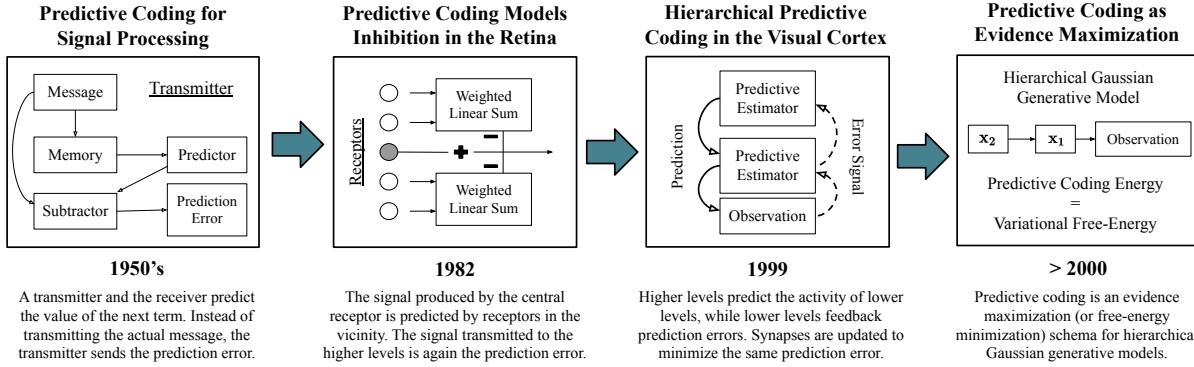 Predictive Coding for
Signal Processing
Message
Transmitter
Memory
Predictor
Subtractor
Prediction
Error
1950's
A transmitter and the receiver predict
the value of the next term. Instead of
transmitting the actual message, the
transmitter sends the prediction error.
Predictive Coding Models
Inhibition in the Retina
Receptors
Weighted
Linear Sum
Weighted
Linear Sum
1982
The signal produced by the central
receptor is predicted by receptors in the
vicinity. The signal transmitted to the
higher levels is again the prediction error.
Hierarchical Predictive
Coding in the Visual Cortex
Predictive
Estimator
Prediction
Predictive
Estimator
Error Signal
Observation
1999
Higher levels predict the activity of lower
levels, while lower levels feedback
prediction errors. Synapses are updated to
minimize the same prediction error.
Predictive Coding as
Evidence Maximization
Hierarchical Gaussian
Generative Model
x₂
x₁
Observation
Predictive Coding Energy
=
Variational Free-Energy
> 2000
Predictive coding is an evidence
maximization (or free-energy
minimization) schema for hierarchica
Gaussian generative models.